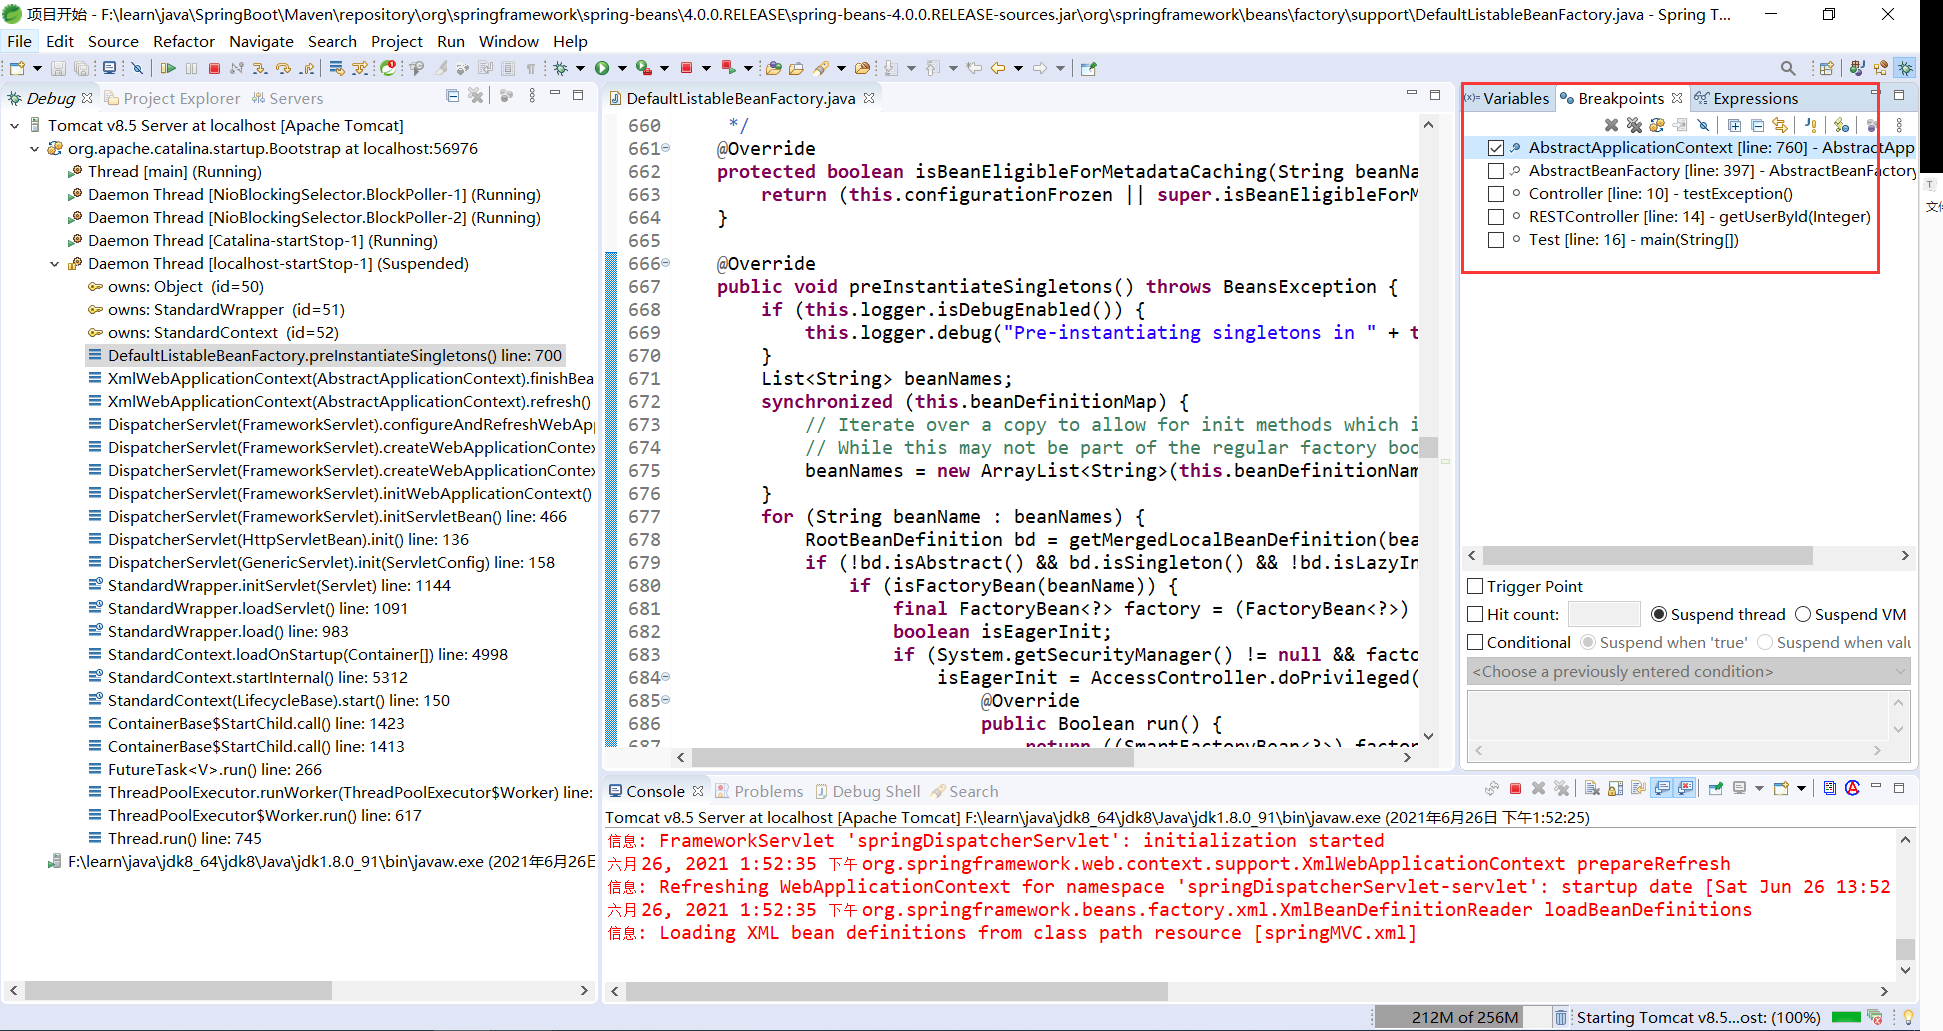 项目开始 - F:\learn\java\SpringBoot\Maven\repository\org\springframework\spring-beans\4.0.0.RELEASE\spring-beans-4.0.0.RELEASE-sources.jar\org\springframework\beans\factory\support\DefaultListableBeanFactory.java - Spring T...
File Edit Source Refactor Navigate Search Project Run Window Help
Debug Project Explorer Servers
Tomcat v8.5 Server at localhost [Apache Tomcat]
org.apache.catalina.startup.Bootstrap at localhost:56976
Thread [main] (Running)
Daemon Thread [NioBlockingSelector.BlockPoller-1] (Running)
Daemon Thread [NioBlockingSelector.BlockPoller-2] (Running)
Daemon Thread [Catalina-startStop-1] (Running)
Daemon Thread [localhost-startStop-1] (Suspended)
owns: Object (id=50)
owns: StandardWrapper (id=51)
owns: StandardContext (id=52)
DefaultListableBeanFactory.preInstantiateSingletons() line: 700
XmlWebApplicationContext(AbstractApplicationContext).finishBea
XmlWebApplicationContext(AbstractApplicationContext).refresh()
DispatcherServlet(FrameworkServlet).configureAndRefreshWebApp
DispatcherServlet(FrameworkServlet).createWebApplicationContex
DispatcherServlet(FrameworkServlet).createWebApplicationContex
DispatcherServlet(FrameworkServlet).initWebApplicationContext()
DispatcherServlet(FrameworkServlet).initServletBean() line: 466
DispatcherServlet(HttpServletBean).init() line: 136
DispatcherServlet(GenericServlet).init(ServletConfig) line: 158
StandardWrapper.initServlet(Servlet) line: 1144
StandardWrapper.loadServlet() line: 1091
StandardWrapper.load() line: 983
StandardContext.loadOnStartup(Container[]) line: 4998
StandardContext.startInternal() line: 5312
StandardContext(LifecycleBase).start() line: 150
ContainerBase$StartChild.call() line: 1423
ContainerBase$StartChild.call() line: 1413
FutureTask<V>.run() line: 266
ThreadPoolExecutor.runWorker(ThreadPoolExecutor$Worker) line:
ThreadPoolExecutor$Worker.run() line: 617
Thread.run() line: 745
F:\learn\java\jdk8_64\jdk8\Java\jdk1.8.0_91\bin\javaw.exe (2021年6月26日
DefaultListableBeanFactory.java
660 */
661 @Override
662 protected boolean isBeanEligibleForMetadataCaching(String beanNa
663 return (this.configurationFrozen || super.isBeanEligibleForM
664 }
665
666 @Override
667 public void preInstantiateSingletons() throws BeansException {
668 if (this.logger.isDebugEnabled()) {
669 this.logger.debug("Pre-instantiating singletons in " + t
670 }
671 List<String> beanNames;
672 synchronized (this.beanDefinitionMap) {
673 // Iterate over a copy to allow for init methods which i
674 // While this may not be part of the regular factory boo
675 beanNames = new ArrayList<String>(this.beanDefinitionNam
676 }
677 for (String beanName : beanNames) {
678 RootBeanDefinition bd = getMergedLocalBeanDefinition(bea
679 if (!bd.isAbstract() && bd.isSingleton() && !bd.isLazyIn
680 if (isFactoryBean(beanName)) {
681 final FactoryBean<?> factory = (FactoryBean<?>)
682 boolean isEagerInit;
683 if (System.getSecurityManager() != null && facto
684 isEagerInit = AccessController.doPrivileged(
685 @Override
686 public Boolean run() {
687 return ((SmartFactoryBean<?>) factor
Variables Breakpoints Expressions
AbstractApplicationContext [line: 760] - AbstractApp
AbstractBeanFactory [line: 397] - AbstractBeanFactory
Controller [line: 10] - testException()
RESTController [line: 14] - getUserById(Integer)
Test [line: 16] - main(String[])
Trigger Point
Hit count: Suspend thread Suspend VM
Conditional Suspend when 'true' Suspend when valu
<Choose a previously entered condition>
Console Problems Debug Shell Search
Tomcat v8.5 Server at localhost [Apache Tomcat] F:\learn\java\jdk8_64\jdk8\Java\jdk1.8.0_91\bin\javaw.exe (2021年6月26日 下午1:52:25)
信息: FrameworkServlet 'springDispatcherServlet': initialization started
六月 26, 2021 1:52:35 下午 org.springframework.web.context.support.XmlWebApplicationContext prepareRefresh
信息: Refreshing WebApplicationContext for namespace 'springDispatcherServlet-servlet': startup date [Sat Jun 26 13:52
六月 26, 2021 1:52:35 下午 org.springframework.beans.factory.xml.XmlBeanDefinitionReader loadBeanDefinitions
信息: Loading XML bean definitions from class path resource [springMVC.xml]
212M of 256M Starting Tomcat v8.5...ost: (100%)